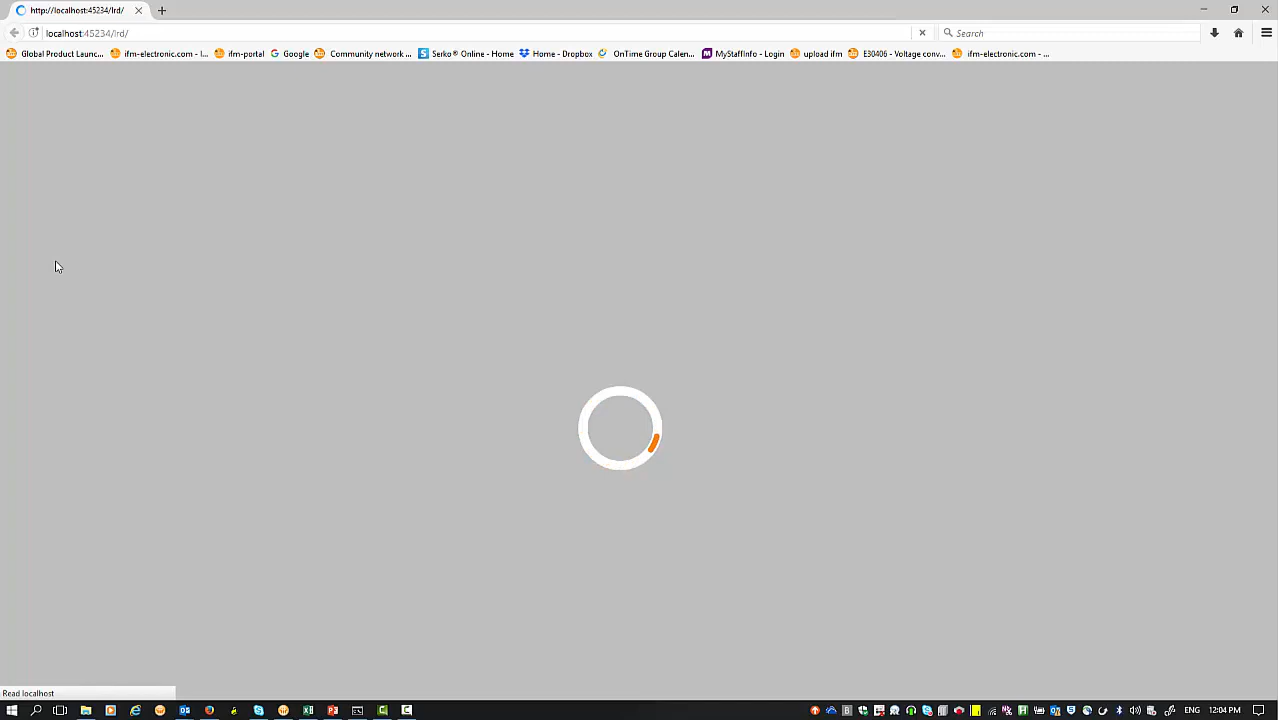 http://localhost:45234/lrd/
localhost:45234/lrd/
Search
Global Product Launc... ifm-electronic.com - I... ifm-portal Google Community network ... Serko® Online - Home Home - Dropbox OnTime Group Calen... MyStaffInfo - Login upload ifm E30406 - Voltage conv... ifm-electronic.com - ...
Read localhost
ENG 12:04 PM